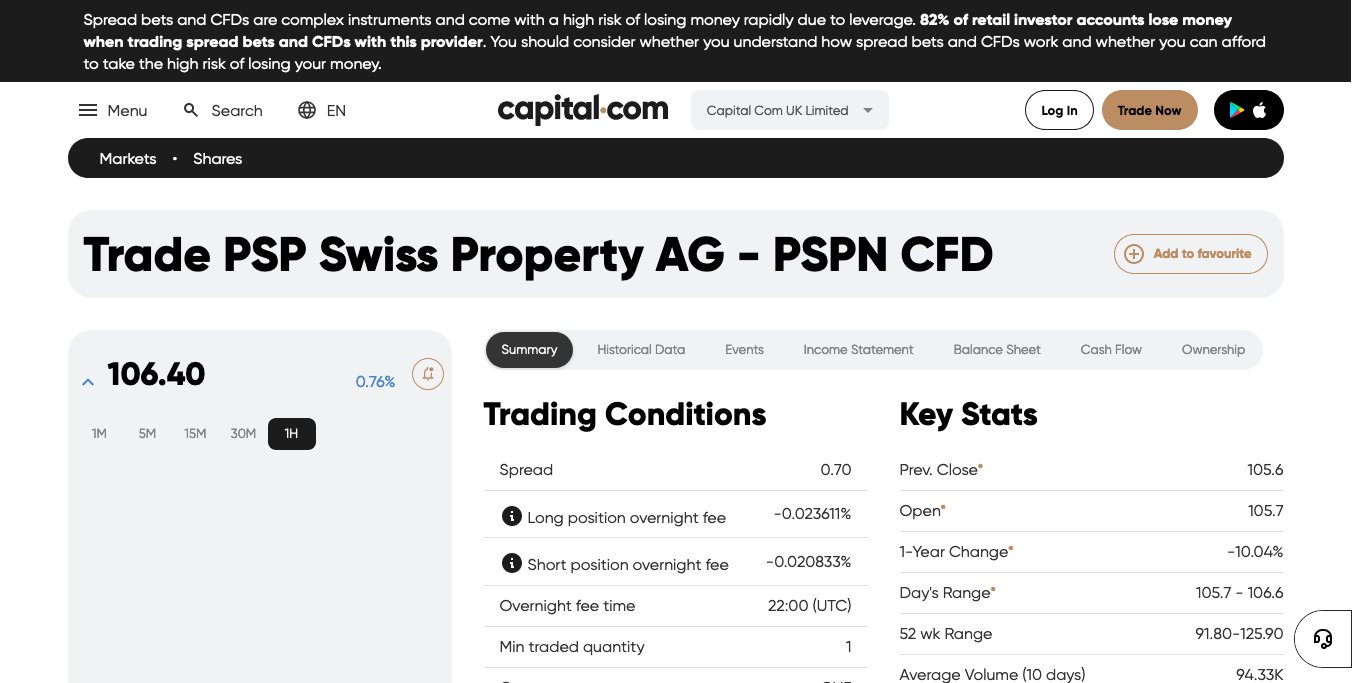 Spread bets and CFDs are complex instruments and come with a high risk of losing money rapidly due to leverage. 82% of retail investor accounts lose money
when trading spread bets and CFDs with this provider. You should consider whether you understand how spread bets and CFDs work and whether you can afford
to take the high risk of losing your money.
Menu Search EN capital.com Capital Com UK Limited Log In Trade Now
Markets • Shares
Trade PSP Swiss Property AG - PSPN CFD Add to favourite
106.40 0.76%
1M 5M 15M 30M 1H
Summary Historical Data Events Income Statement Balance Sheet Cash Flow Ownership
Trading Conditions
Spread 0.70
Long position overnight fee -0.023611%
Short position overnight fee -0.020833%
Overnight fee time 22:00 (UTC)
Min traded quantity 1
Key Stats
Prev. Close* 105.6
Open* 105.7
1-Year Change* -10.04%
Day's Range* 105.7 - 106.6
52 wk Range 91.80-125.90
Average Volume (10 days) 94.33K